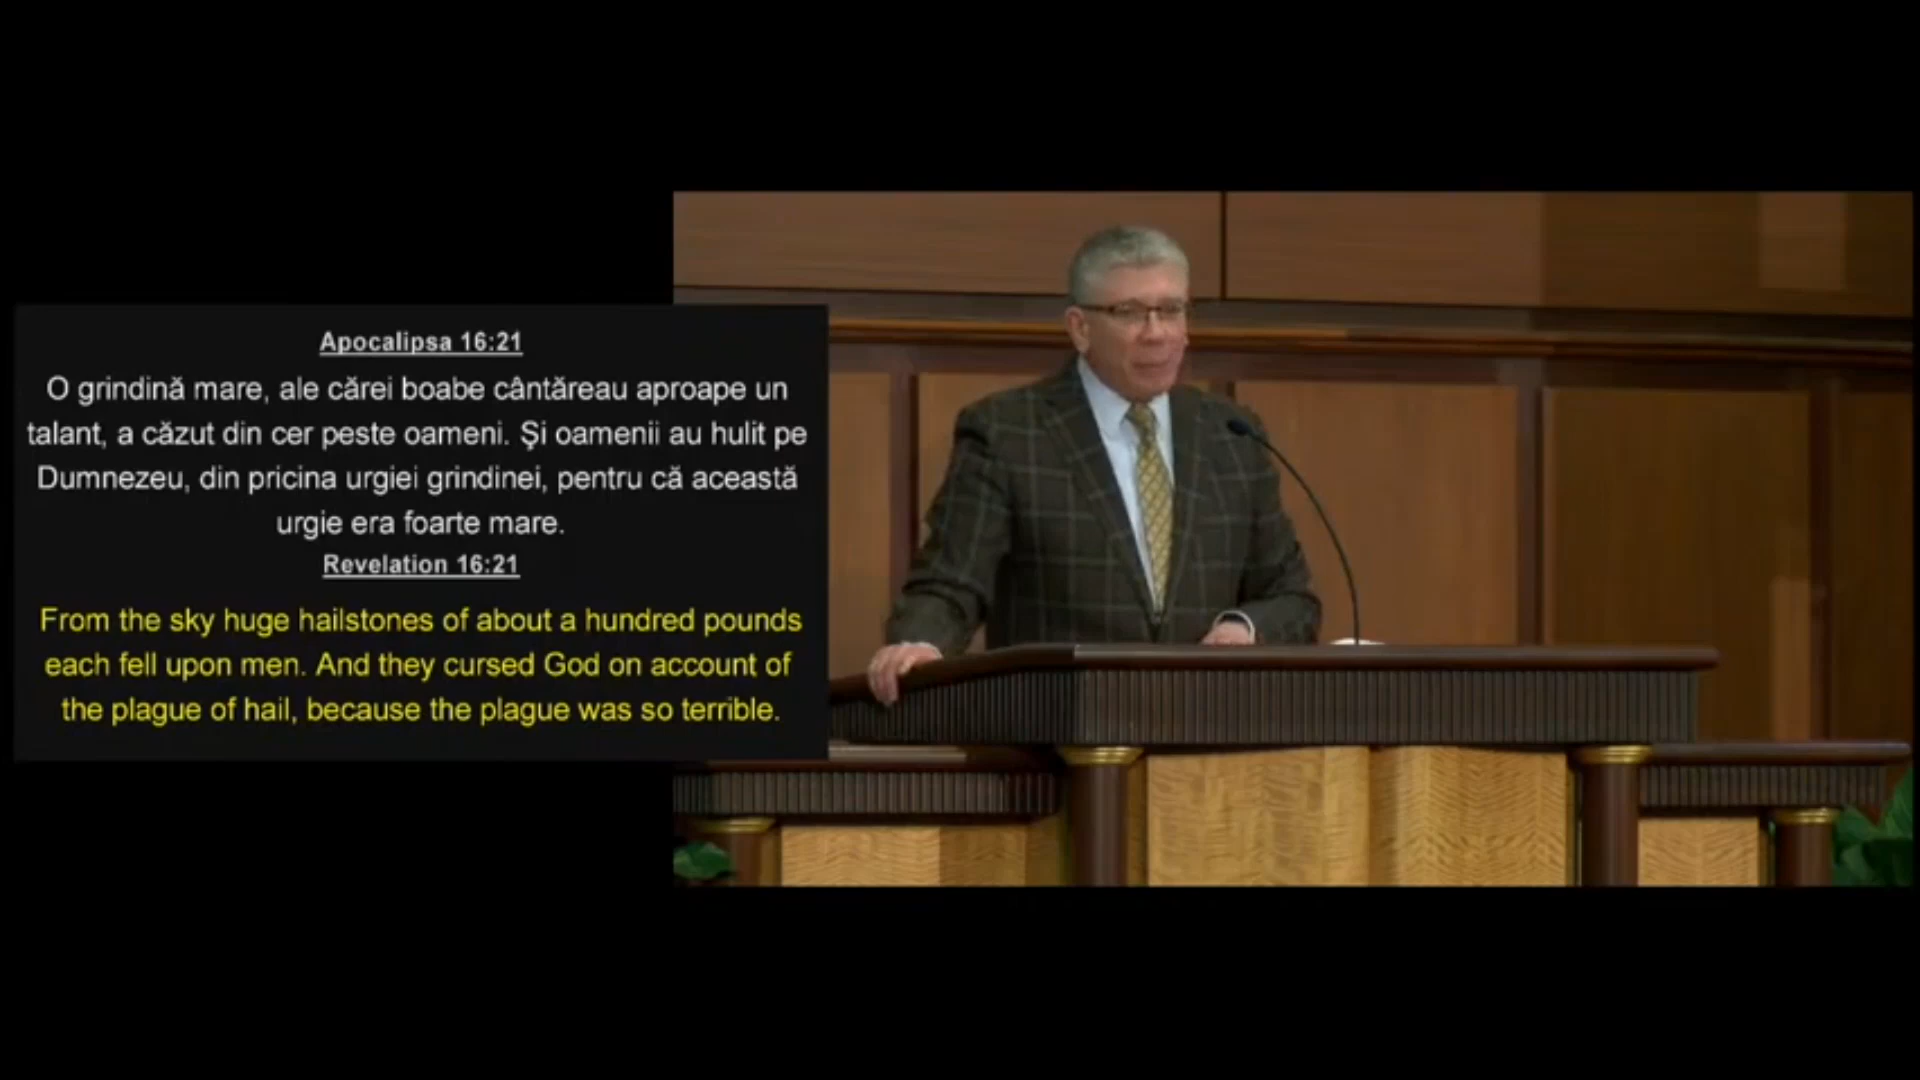 Apocalipsa 16:21
O grindină mare, ale cărei boabe cântăreau aproape un
talant, a căzut din cer peste oameni. Şi oamenii au hulit pe
Dumnezeu, din pricina urgiei grindinei, pentru că această
urgie era foarte mare.
Revelation 16:21
From the sky huge hailstones of about a hundred pounds
each fell upon men. And they cursed God on account of
the plague of hail, because the plague was so terrible.